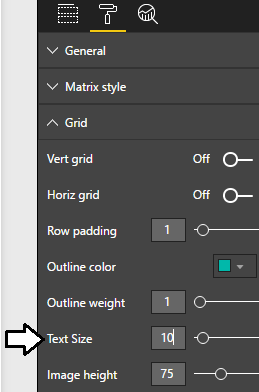 General
Matrix style
Grid
Vert grid Off
Horiz grid Off
Row padding 1
Outline color
Outline weight 1
Text Size 10
Image height 75